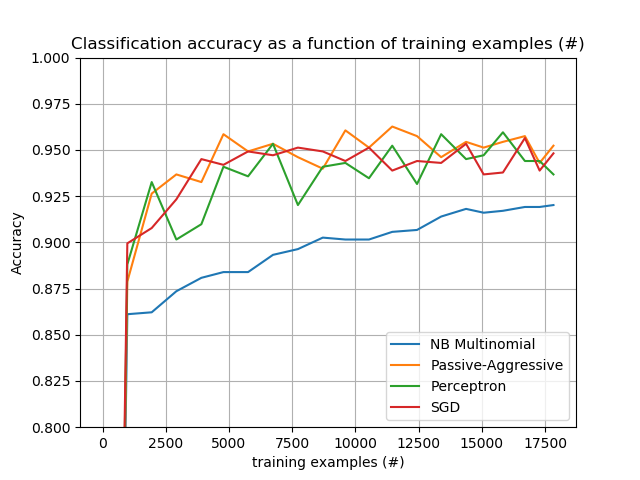 Classification accuracy as a function of training examples (#)
1.000
0.975
0.950
0.925
0.900
0.875
0.850
0.825
0.800
Accuracy
NB Multinomial
Passive-Aggressive
Perceptron
SGD
0 2500 5000 7500 10000 12500 15000 17500
training examples (#)